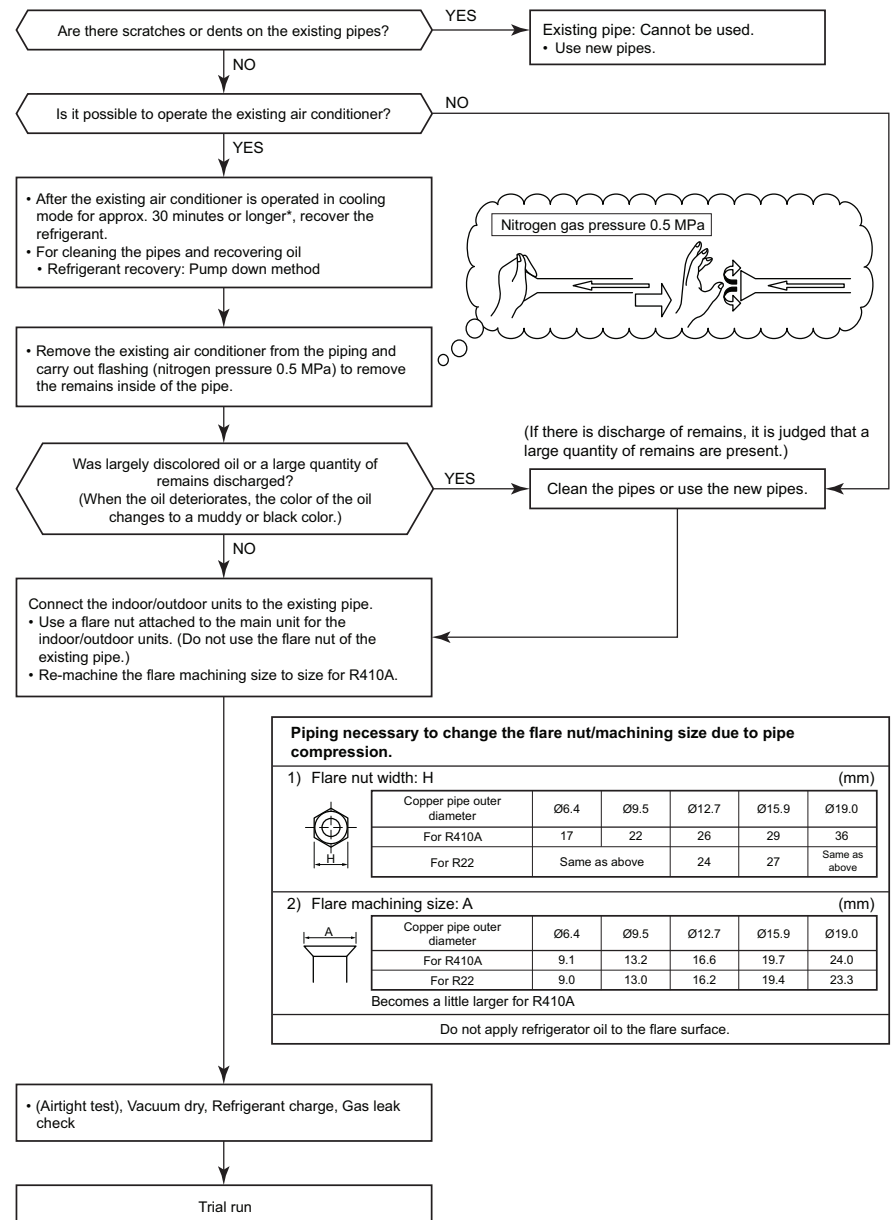 Are there scratches or dents on the existing pipes?
YES
Existing pipe: Cannot be used.
• Use new pipes.
NO
Is it possible to operate the existing air conditioner?
NO
YES
• After the existing air conditioner is operated in cooling
mode for approx. 30 minutes or longer*, recover the
refrigerant.
• For cleaning the pipes and recovering oil
• Refrigerant recovery: Pump down method
Nitrogen gas pressure 0.5 MPa
• Remove the existing air conditioner from the piping and
carry out flashing (nitrogen pressure 0.5 MPa) to remove
the remains inside of the pipe.
Was largely discolored oil or a large quantity of
remains discharged?
(When the oil deteriorates, the color of the oil
changes to a muddy or black color.)
YES
(If there is discharge of remains, it is judged that a
large quantity of remains are present.)
Clean the pipes or use the new pipes.
NO
Connect the indoor/outdoor units to the existing pipe.
• Use a flare nut attached to the main unit for the
indoor/outdoor units. (Do not use the flare nut of the
existing pipe.)
• Re-machine the flare machining size to size for R410A.
Piping necessary to change the flare nut/machining size due to pipe
compression.
1) Flare nut width: H (mm)
H
Copper pipe outer
diameter Ø6.4 Ø9.5 Ø12.7 Ø15.9 Ø19.0
For R410A 17 22 26 29 36
For R22 Same as above 24 27 Same as
above
2) Flare machining size: A (mm)
A
Copper pipe outer
diameter Ø6.4 Ø9.5 Ø12.7 Ø15.9 Ø19.0
For R410A 9.1 13.2 16.6 19.7 24.0
For R22 9.0 13.0 16.2 19.4 23.3
Becomes a little larger for R410A
Do not apply refrigerator oil to the flare surface.
• (Airtight test), Vacuum dry, Refrigerant charge, Gas leak
check
Trial run